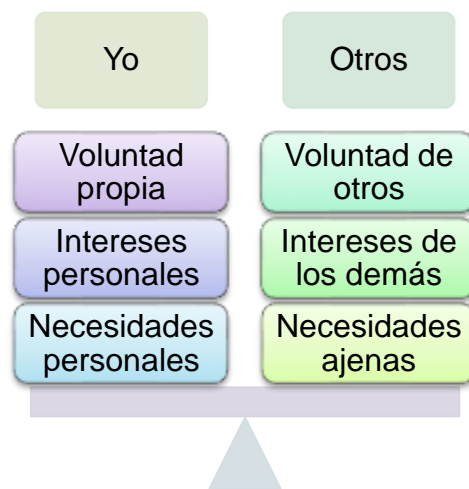 Yo
Otros
Voluntad
propia
Voluntad de
otros
Intereses
personales
Intereses de
los demás
Necesidades
personales
Necesidades
ajenas